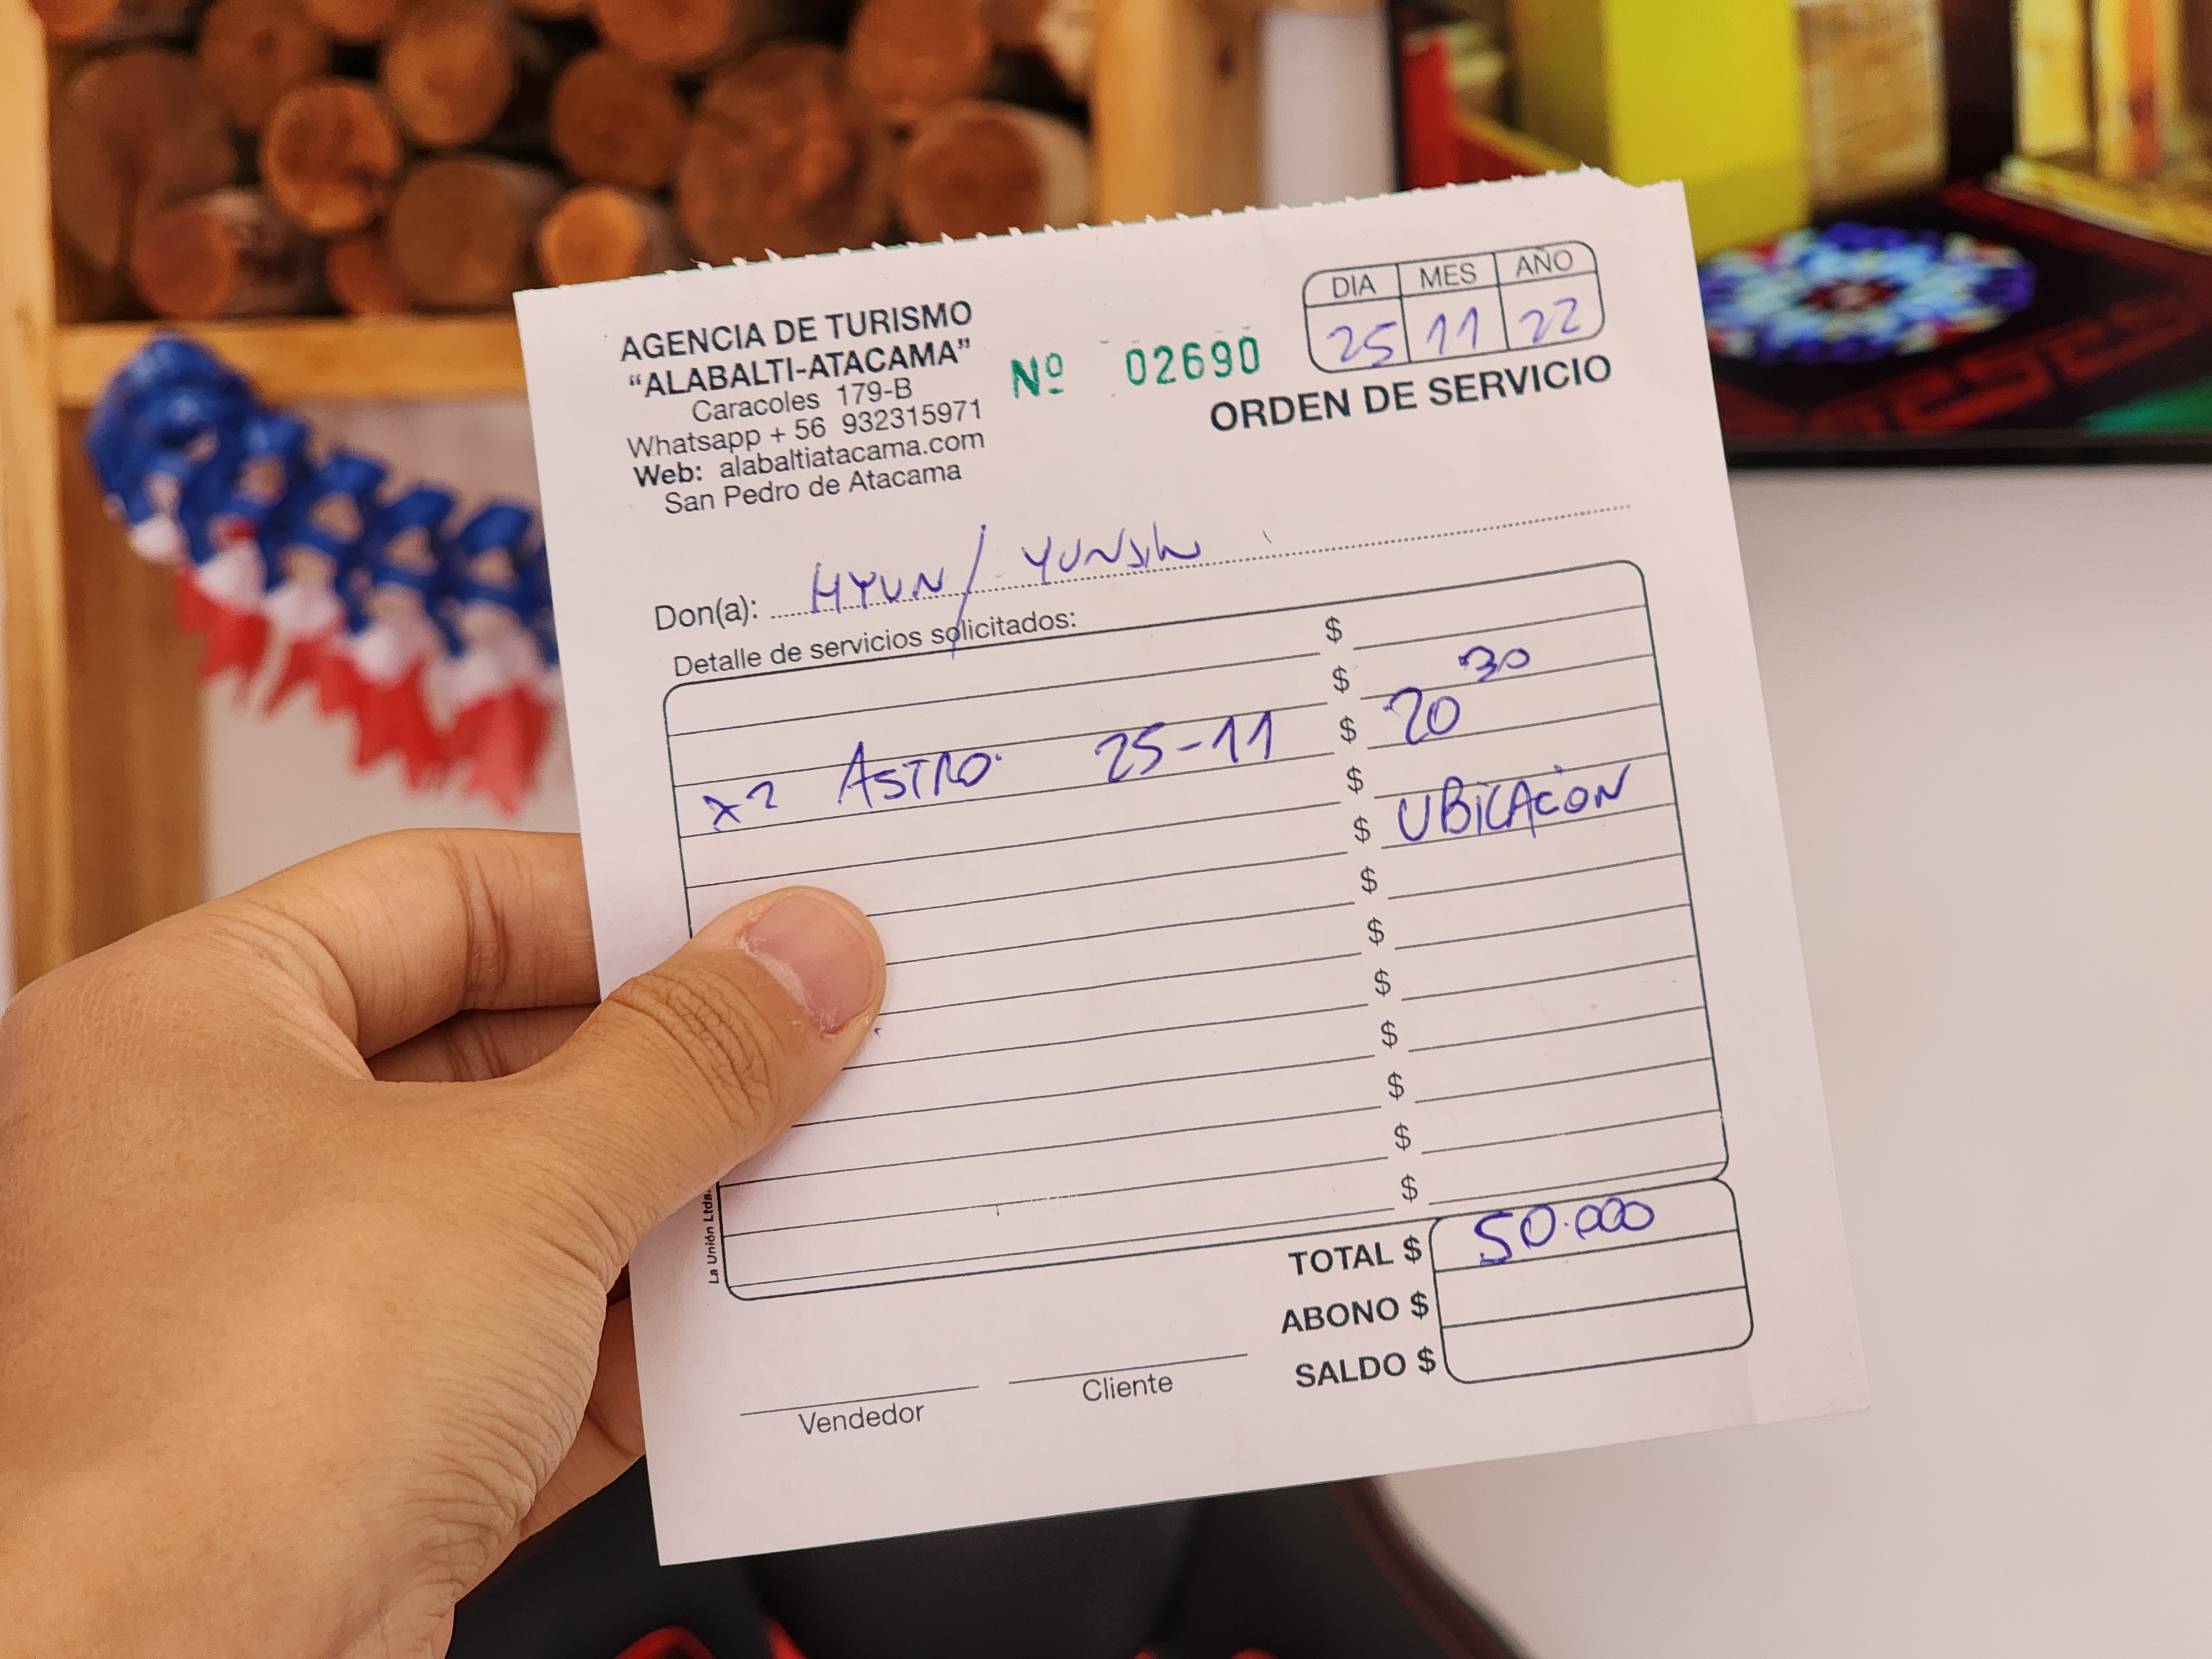 AGENCIA DE TURISMO
"ALABALTI-ATACAMA"
Caracoles 179-B
Whatsapp + 56 932315971
Web: alabaltiatacama.com
San Pedro de Atacama
Nº 02690
DIA MES AÑO
25 11 22
ORDEN DE SERVICIO
Don(a): HYUN/
Detalle de servicios solicitados:
$
$
x2 ASTRO. 25-11 $ 20 30
$
$ UBiCACiON
$
$
$
$
$
$
$
TOTAL $ 50.000
ABONO $
SALDO $
Vendedor
Cliente
La Unión Ltda.